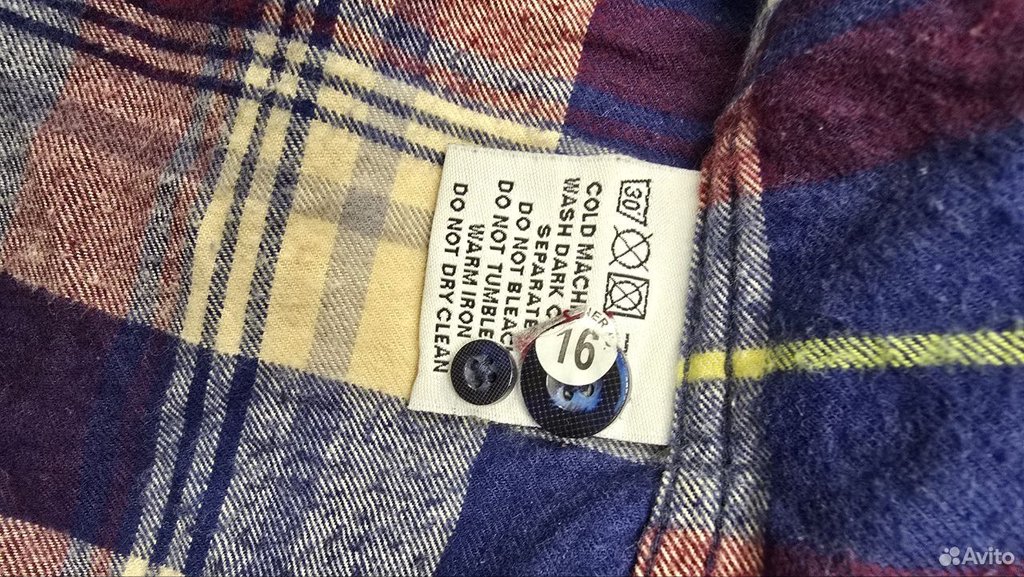 30
COLD MACH
WASH DARK
SEPARATE
DO NOT BLEAC
DO NOT TUMBLE
WARM IRON
DO NOT DRY CLEAN
16
Avito